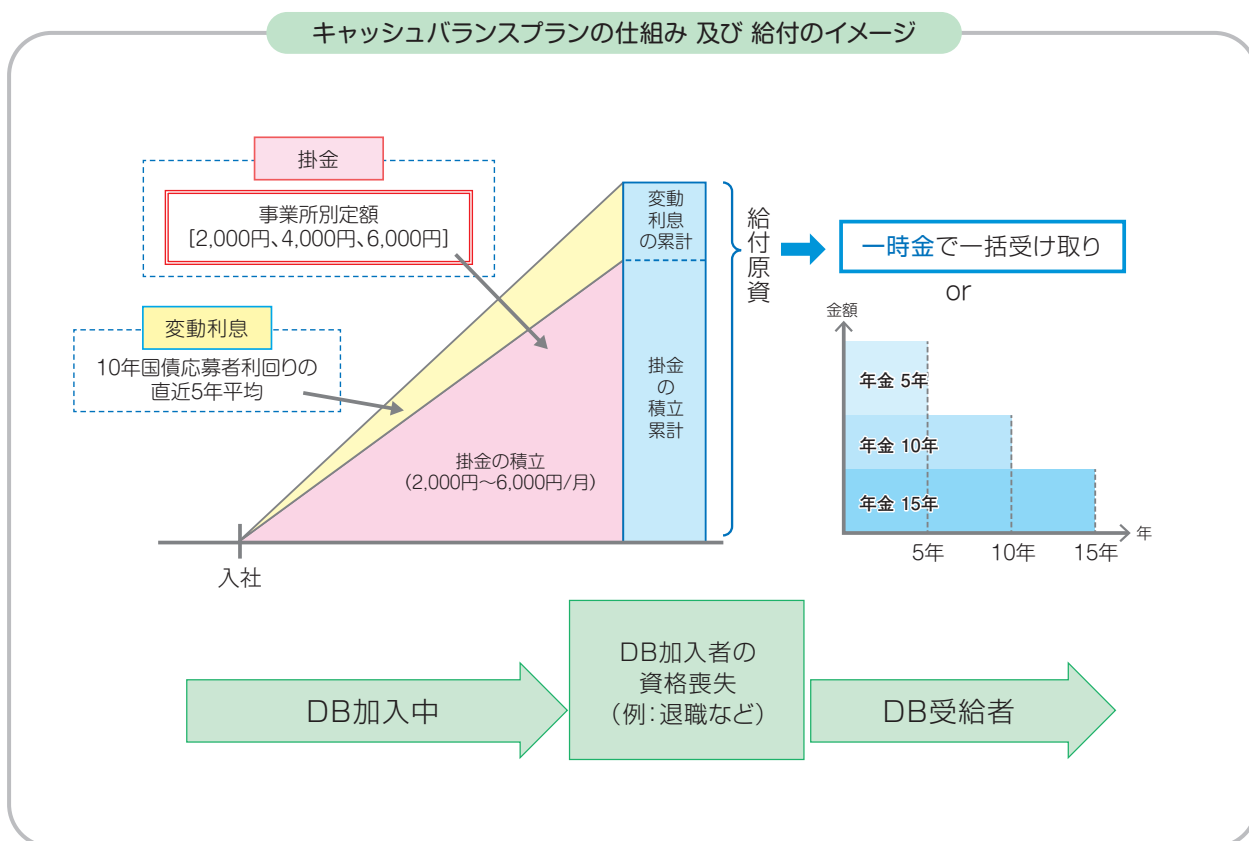 キャッシュバランスプランの仕組み 及び 給付のイメージ
掛金
事業所別定額
[2,000円、4,000円、6,000円]
変動利息
10年国債応募者利回りの
直近5年平均
掛金の積立
(2,000円～6,000円/月)
変動
利息
の累計
掛金
の
積立
累計
給付原資
入社
一時金で一括受け取り
or
金額
年金 5年
年金 10年
年金 15年
年
5年
10年
15年
DB加入中
DB加入者の
資格喪失
(例:退職など)
DB受給者